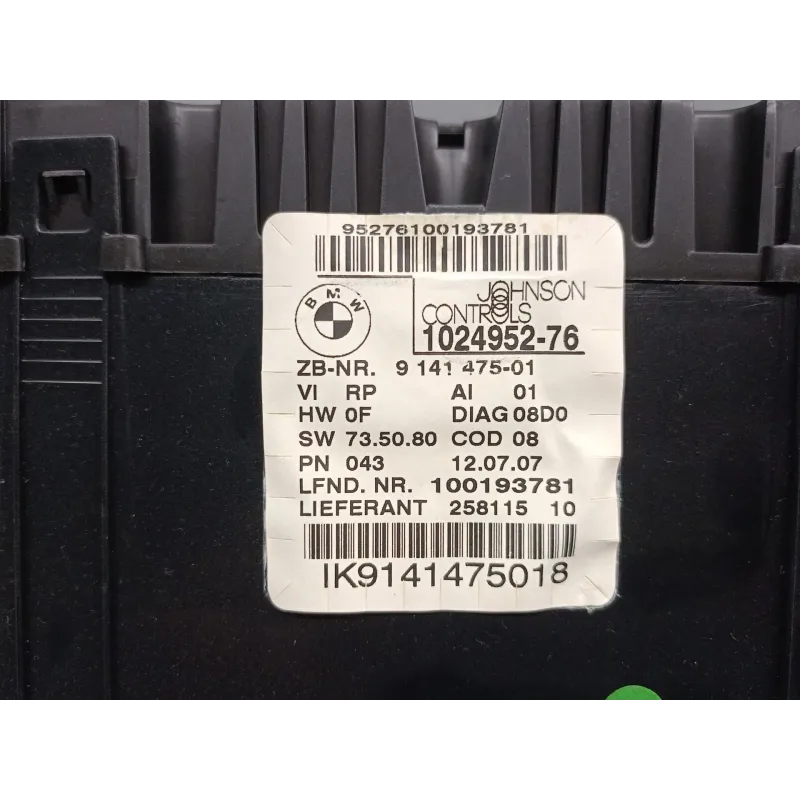 95276100193781
BMW
JOHNSON
CONTROLS
1024952-76
ZB-NR. 9 141 475-01
VI RP AI 01
HW 0F DIAG 08D0
SW 73.50.80 COD 08
PN 043 12.07.07
LFND. NR. 100193781
LIEFERANT 258115 10
IK9141475018